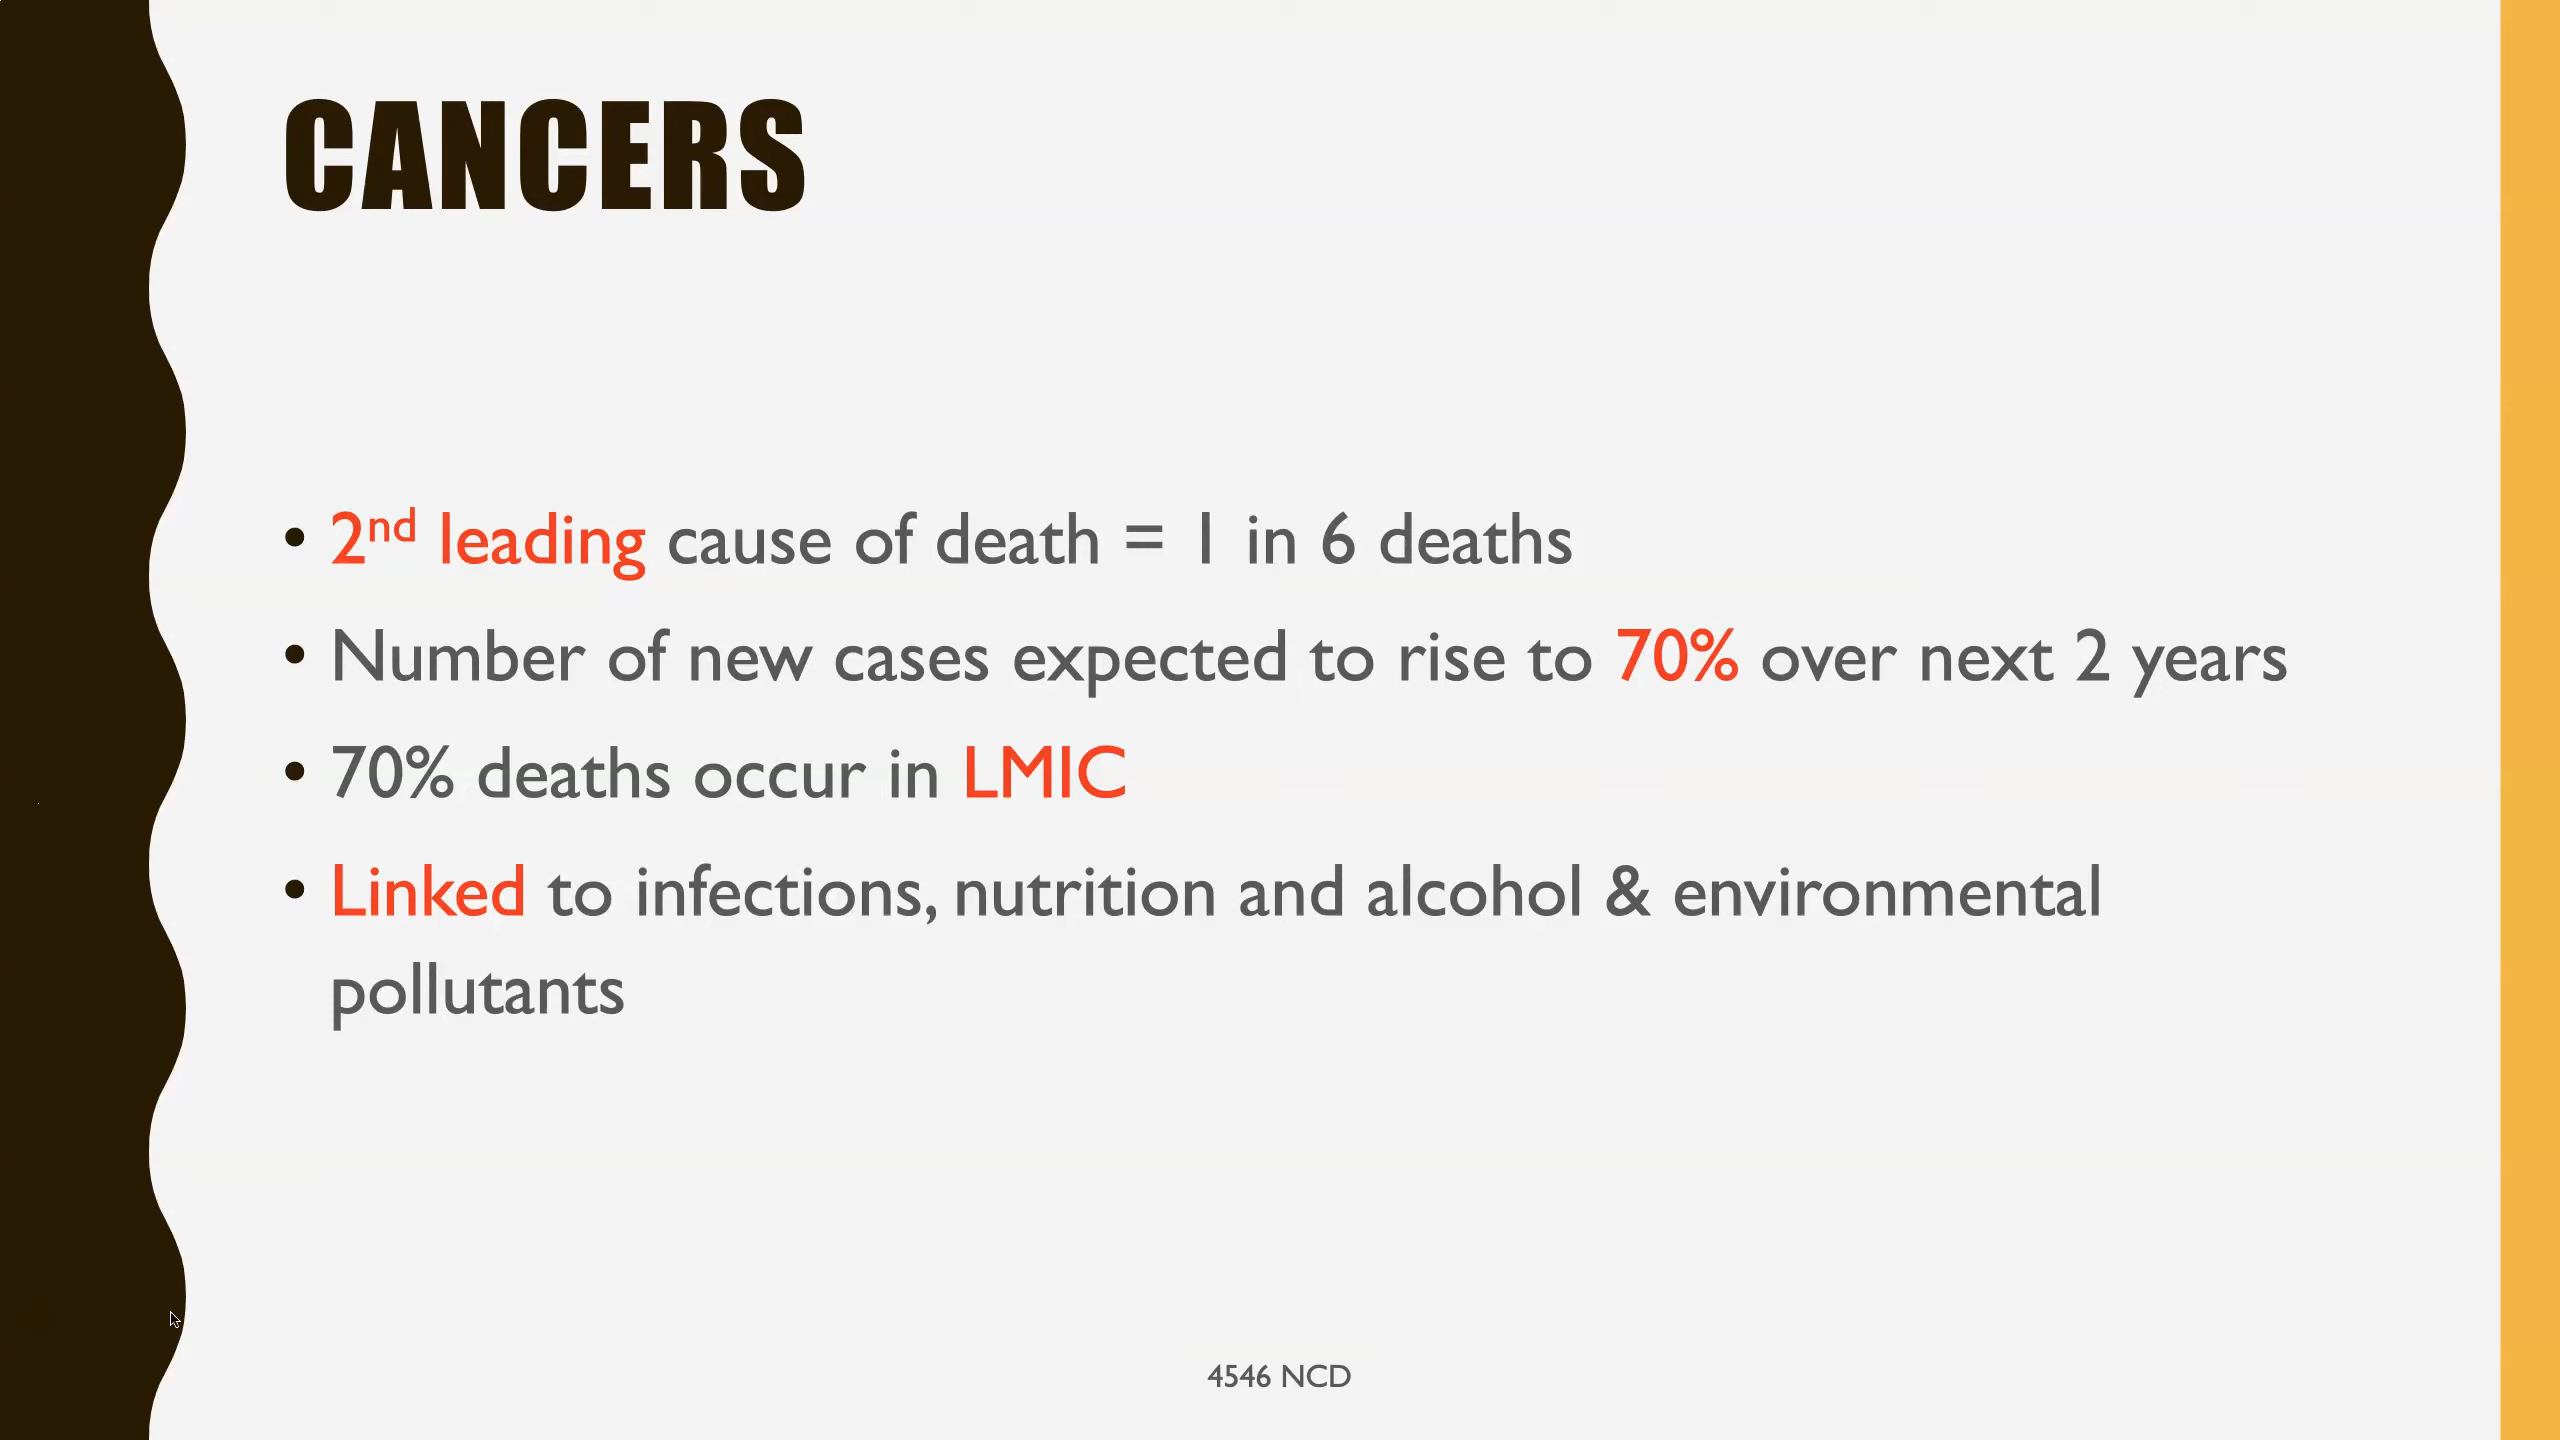 CANCERS
• 2nd leading cause of death = 1 in 6 deaths
• Number of new cases expected to rise to 70% over next 2 years
• 70% deaths occur in LMIC
• Linked to infections, nutrition and alcohol & environmental
pollutants
4546 NCD